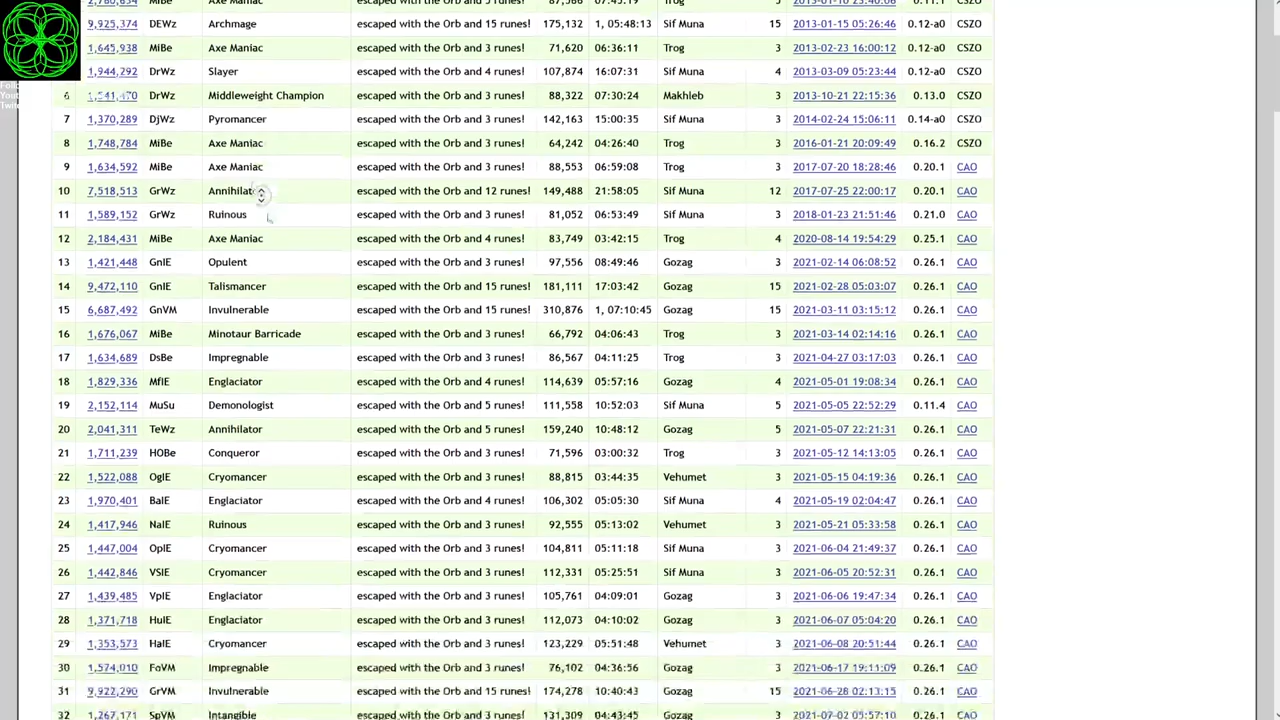 MiBe Axe Maniac
9,925,374 DEWz Archmage escaped with the Orb and 15 runes! 175,132 1, 05:48:13 Sif Muna 15 2013-01-15 05:26:46 0.12-a0 CSZO
1,645,938 MiBe Axe Maniac escaped with the Orb and 3 runes! 71,620 06:36:11 Trog 3 2013-02-23 16:00:12 0.12-a0 CSZO
1,944,292 DrWz Slayer escaped with the Orb and 4 runes! 107,874 16:07:31 Sif Muna 4 2013-03-09 05:23:44 0.12-a0 CSZO
6 DrWz Middleweight Champion escaped with the Orb and 3 runes! 88,322 07:30:24 Makhleb 3 2013-10-21 22:15:36 0.13.0 CSZO
7 1,370,289 DjWz Pyromancer escaped with the Orb and 3 runes! 142,163 15:00:35 Sif Muna 3 2014-02-24 15:06:11 0.14-a0 CSZO
8 1,748,784 MiBe Axe Maniac escaped with the Orb and 3 runes! 64,242 04:26:40 Trog 3 2016-01-21 20:09:49 0.16.2 CSZO
9 1,634,592 MiBe Axe Maniac escaped with the Orb and 3 runes! 88,553 06:59:08 Trog 3 2017-07-20 18:28:46 0.20.1 CAO
10 7,518,513 GrWz Annihilat escaped with the Orb and 12 runes! 149,488 21:58:05 Sif Muna 12 2017-07-25 22:00:17 0.20.1 CAO
11 1,589,152 GrWz Ruinous escaped with the Orb and 3 runes! 81,052 06:53:49 Sif Muna 3 2018-01-23 21:51:46 0.21.0 CAO
12 2,184,431 MiBe Axe Maniac escaped with the Orb and 4 runes! 83,749 03:42:15 Trog 4 2020-08-14 19:54:29 0.25.1 CAO
13 1,421,448 GnIE Opulent escaped with the Orb and 3 runes! 97,556 08:49:46 Gozag 3 2021-02-14 06:08:52 0.26.1 CAO
14 9,472,110 GnIE Talismancer escaped with the Orb and 15 runes! 181,111 17:03:42 Gozag 15 2021-02-28 05:03:07 0.26.1 CAO
15 6,687,492 GnVM Invulnerable escaped with the Orb and 15 runes! 310,876 1, 07:10:45 Gozag 15 2021-03-11 03:15:12 0.26.1 CAO
16 1,676,067 MiBe Minotaur Barricade escaped with the Orb and 3 runes! 66,792 04:06:43 Trog 3 2021-03-14 02:14:16 0.26.1 CAO
17 1,634,689 DsBe Impregnable escaped with the Orb and 3 runes! 86,567 04:11:25 Trog 3 2021-04-27 03:17:03 0.26.1 CAO
18 1,829,336 MfIE Englaciator escaped with the Orb and 4 runes! 114,639 05:57:16 Gozag 4 2021-05-01 19:08:34 0.26.1 CAO
19 2,152,114 MuSu Demonologist escaped with the Orb and 5 runes! 111,558 10:52:03 Sif Muna 5 2021-05-05 22:52:29 0.11.4 CAO
20 2,041,311 TeWz Annihilator escaped with the Orb and 5 runes! 159,240 10:48:12 Gozag 5 2021-05-07 22:21:31 0.26.1 CAO
21 1,711,239 HOBe Conqueror escaped with the Orb and 3 runes! 71,596 03:00:32 Trog 3 2021-05-12 14:13:05 0.26.1 CAO
22 1,522,088 OgIE Cryomancer escaped with the Orb and 3 runes! 88,815 03:44:35 Vehumet 3 2021-05-15 04:19:36 0.26.1 CAO
23 1,970,401 BaIE Englaciator escaped with the Orb and 4 runes! 106,302 05:05:30 Sif Muna 4 2021-05-19 02:04:47 0.26.1 CAO
24 1,417,946 NaIE Ruinous escaped with the Orb and 3 runes! 92,555 05:13:02 Vehumet 3 2021-05-21 05:33:58 0.26.1 CAO
25 1,447,004 OpIE Cryomancer escaped with the Orb and 3 runes! 104,811 05:11:18 Sif Muna 3 2021-06-04 21:49:37 0.26.1 CAO
26 1,442,846 VSIE Cryomancer escaped with the Orb and 3 runes! 112,331 05:25:51 Sif Muna 3 2021-06-05 20:52:31 0.26.1 CAO
27 1,439,485 VpIE Englaciator escaped with the Orb and 3 runes! 105,761 04:09:01 Gozag 3 2021-06-06 19:47:34 0.26.1 CAO
28 1,371,718 HuIE Englaciator escaped with the Orb and 3 runes! 112,073 04:10:02 Gozag 3 2021-06-07 05:04:20 0.26.1 CAO
29 1,353,573 HaIE Cryomancer escaped with the Orb and 3 runes! 123,229 05:51:48 Vehumet 3 2021-06-08 20:51:44 0.26.1 CAO
30 1,574,010 FoVM Impregnable escaped with the Orb and 3 runes! 76,102 04:36:56 Gozag 3 2021-06-17 19:11:09 0.26.1 CAO
31 9,922,290 GrVM Invulnerable escaped with the Orb and 15 runes! 10:40:43 Gozag 15 2021-06-28 02:13:15 0.26.1 CAO
32 1,267,171 SpVM Intangible escaped with the Orb and 3 runes! 131,309 04:43:45 Gozag 3 2021-07-02 05:57:10 0.26.1 CAO